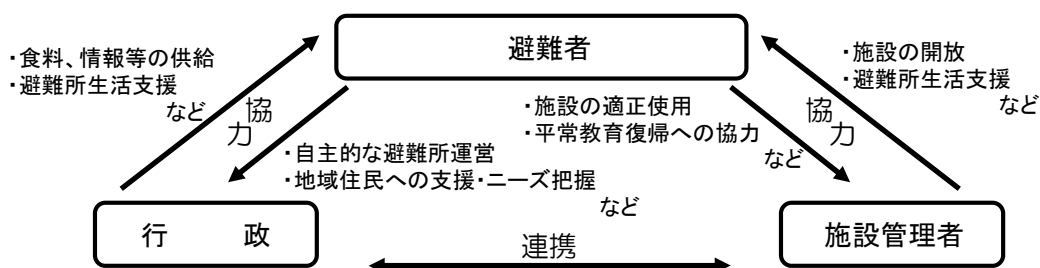 避難者
・食料、情報等の供給
・避難所生活支援
など
・施設の開放
・避難所生活支援
など
協力
・施設の適正使用
・平常教育復帰への協力
など
協力
・自主的な避難所運営
・地域住民への支援・ニーズ把握
など
行　　政
連携
施設管理者